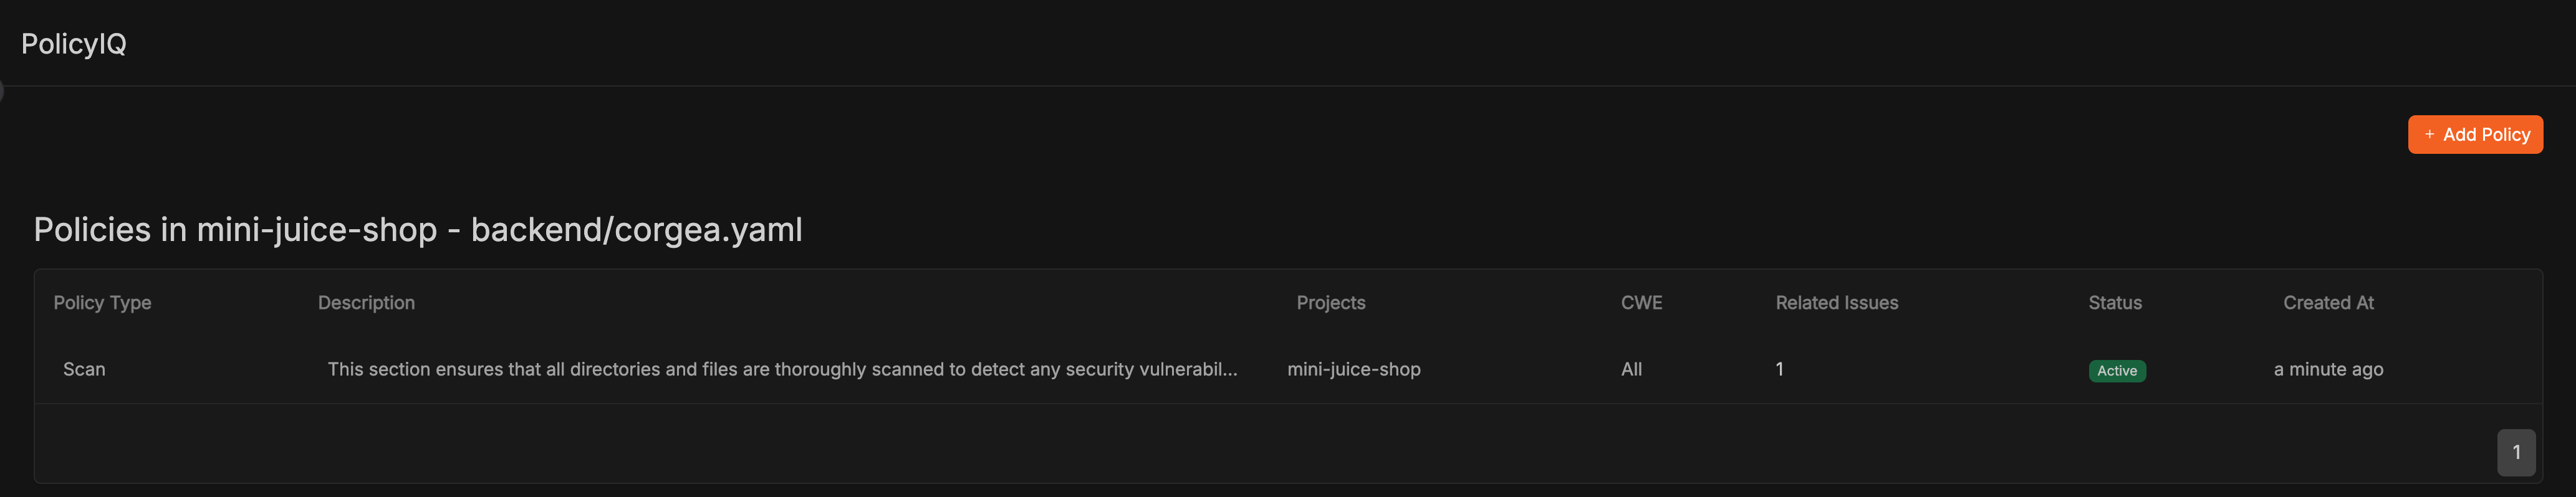 PolicyIQ
+ Add Policy
Policies in mini-juice-shop - backend/corgea.yaml
Policy Type Description Projects CWE Related Issues Status Created At
Scan This section ensures that all directories and files are thoroughly scanned to detect any security vulnerabil... mini-juice-shop All 1 Active a minute ago
1